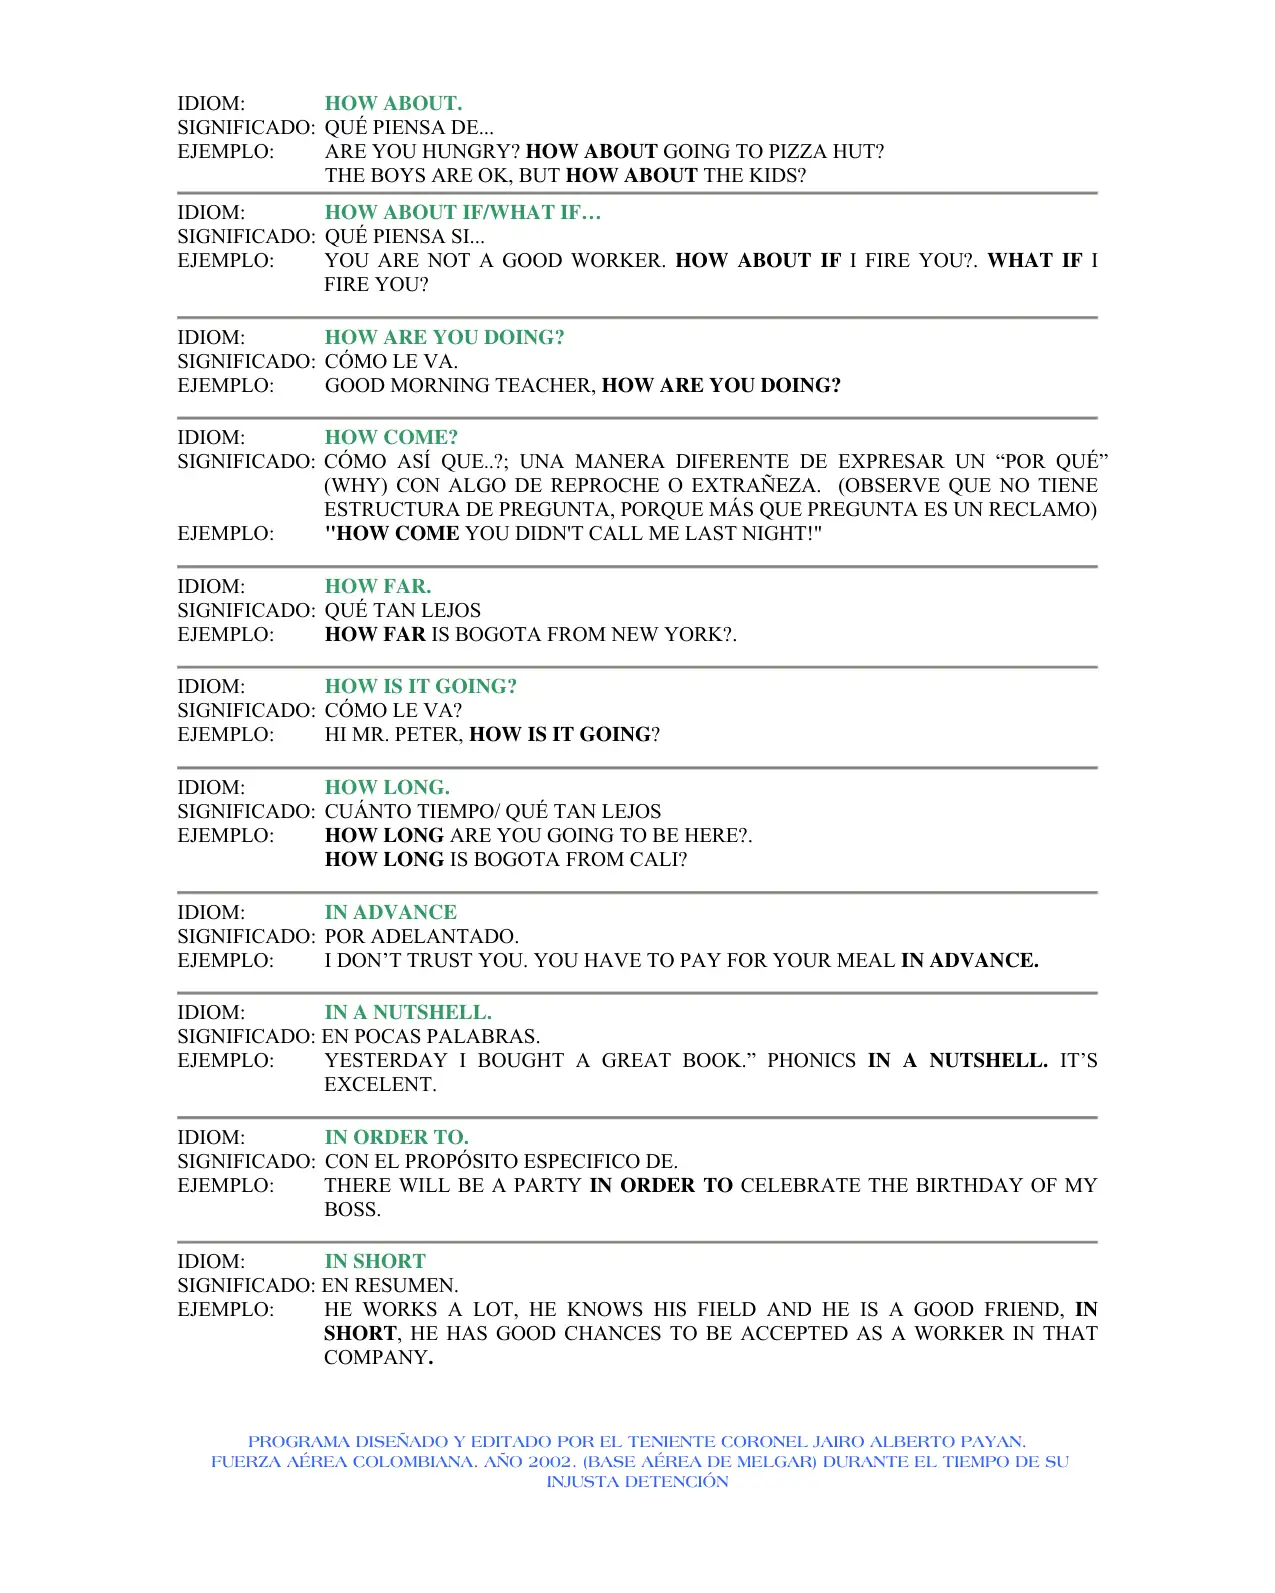 IDIOM: HOW ABOUT.
SIGNIFICADO: QUÉ PIENSA DE...
EJEMPLO: ARE YOU HUNGRY? HOW ABOUT GOING TO PIZZA HUT?
THE BOYS ARE OK, BUT HOW ABOUT THE KIDS?
IDIOM: HOW ABOUT IF/WHAT IF…
SIGNIFICADO: QUÉ PIENSA SI...
EJEMPLO: YOU ARE NOT A GOOD WORKER. HOW ABOUT IF I FIRE YOU?. WHAT IF I
FIRE YOU?
IDIOM: HOW ARE YOU DOING?
SIGNIFICADO: CÓMO LE VA.
EJEMPLO: GOOD MORNING TEACHER, HOW ARE YOU DOING?
IDIOM: HOW COME?
SIGNIFICADO: CÓMO ASÍ QUE..?; UNA MANERA DIFERENTE DE EXPRESAR UN “POR QUÉ”
(WHY) CON ALGO DE REPROCHE O EXTRAÑEZA. (OBSERVE QUE NO TIENE
ESTRUCTURA DE PREGUNTA, PORQUE MÁS QUE PREGUNTA ES UN RECLAMO)
EJEMPLO: "HOW COME YOU DIDN'T CALL ME LAST NIGHT!"
IDIOM: HOW FAR.
SIGNIFICADO: QUÉ TAN LEJOS
EJEMPLO: HOW FAR IS BOGOTA FROM NEW YORK?.
IDIOM: HOW IS IT GOING?
SIGNIFICADO: CÓMO LE VA?
EJEMPLO: HI MR. PETER, HOW IS IT GOING?
IDIOM: HOW LONG.
SIGNIFICADO: CUÁNTO TIEMPO/ QUÉ TAN LEJOS
EJEMPLO: HOW LONG ARE YOU GOING TO BE HERE?.
HOW LONG IS BOGOTA FROM CALI?
IDIOM: IN ADVANCE
SIGNIFICADO: POR ADELANTADO.
EJEMPLO: I DON’T TRUST YOU. YOU HAVE TO PAY FOR YOUR MEAL IN ADVANCE.
IDIOM: IN A NUTSHELL.
SIGNIFICADO: EN POCAS PALABRAS.
EJEMPLO: YESTERDAY I BOUGHT A GREAT BOOK.” PHONICS IN A NUTSHELL. IT’S
EXCELENT.
IDIOM: IN ORDER TO.
SIGNIFICADO: CON EL PROPÓSITO ESPECIFICO DE.
EJEMPLO: THERE WILL BE A PARTY IN ORDER TO CELEBRATE THE BIRTHDAY OF MY
BOSS.
IDIOM: IN SHORT
SIGNIFICADO: EN RESUMEN.
EJEMPLO: HE WORKS A LOT, HE KNOWS HIS FIELD AND HE IS A GOOD FRIEND, IN
SHORT, HE HAS GOOD CHANCES TO BE ACCEPTED AS A WORKER IN THAT
COMPANY.
PROGRAMA DISEÑADO Y EDITADO POR EL TENIENTE CORONEL JAIRO ALBERTO PAYAN.
FUERZA AÉREA COLOMBIANA. AÑO 2002. (BASE AÉREA DE MELGAR) DURANTE EL TIEMPO DE SU
INJUSTA DETENCIÓN